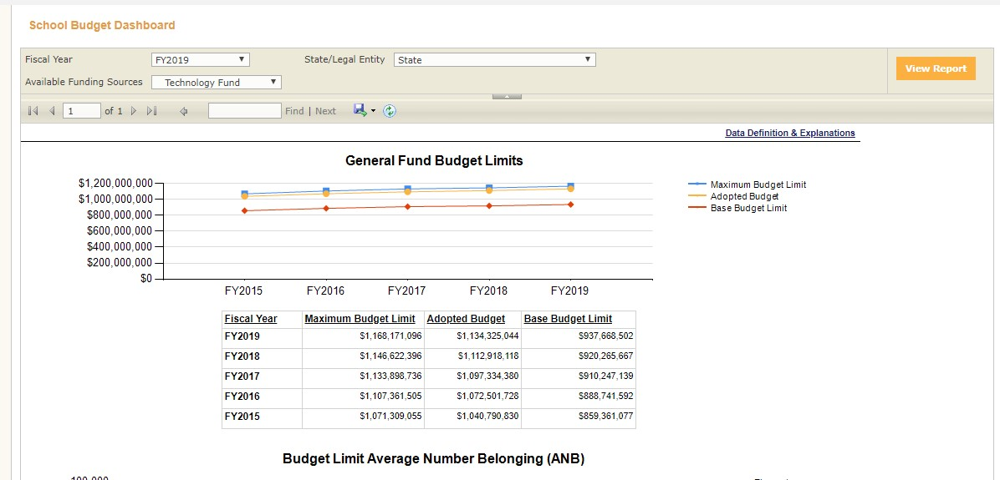 School Budget Dashboard
Fiscal Year FY2019 State/Legal Entity State
View Report
Available Funding Sources Technology Fund
1 of 1 Find | Next
Data Definition & Explanations
General Fund Budget Limits
$1,200,000,000
$1,000,000,000
$800,000,000
$600,000,000
$400,000,000
$200,000,000
$0
Maximum Budget Limit
Adopted Budget
Base Budget Limit
FY2015 FY2016 FY2017 FY2018 FY2019
Fiscal Year Maximum Budget Limit Adopted Budget Base Budget Limit
FY2019 $1,168,171,096 $1,134,325,044 $937,668,502
FY2018 $1,146,622,396 $1,112,918,118 $920,265,667
FY2017 $1,133,898,736 $1,097,334,380 $910,247,139
FY2016 $1,107,361,505 $1,072,501,728 $888,741,592
FY2015 $1,071,309,055 $1,040,790,830 $859,361,077
Budget Limit Average Number Belonging (ANB)